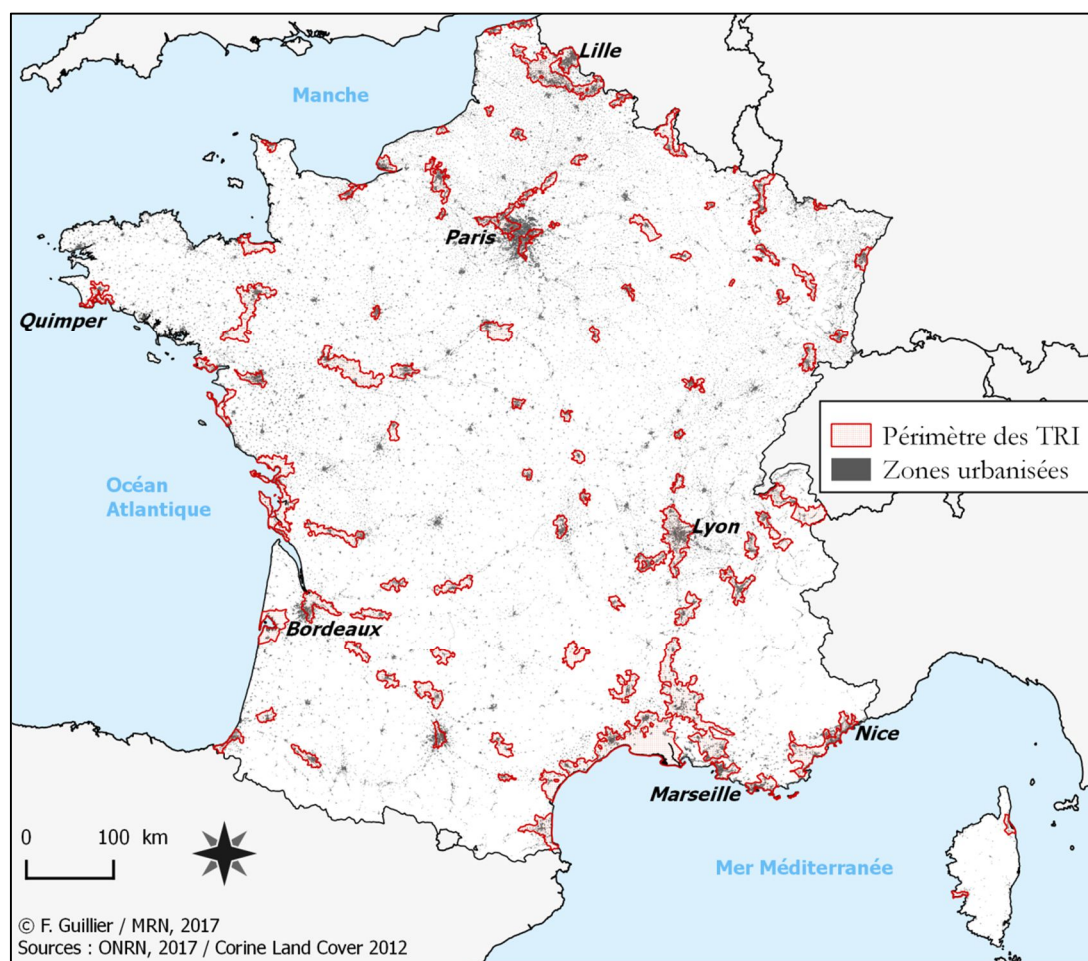 Lille
Manche
Paris
Quimper
Périmètre des TRI
Zones urbanisées
Océan
Atlantique
Lyon
Bordeaux
Nice
Marseille
0 100 km
Mer Méditerranée
© F. Guillier / MRN, 2017
Sources : ONRN, 2017 / Corine Land Cover 2012